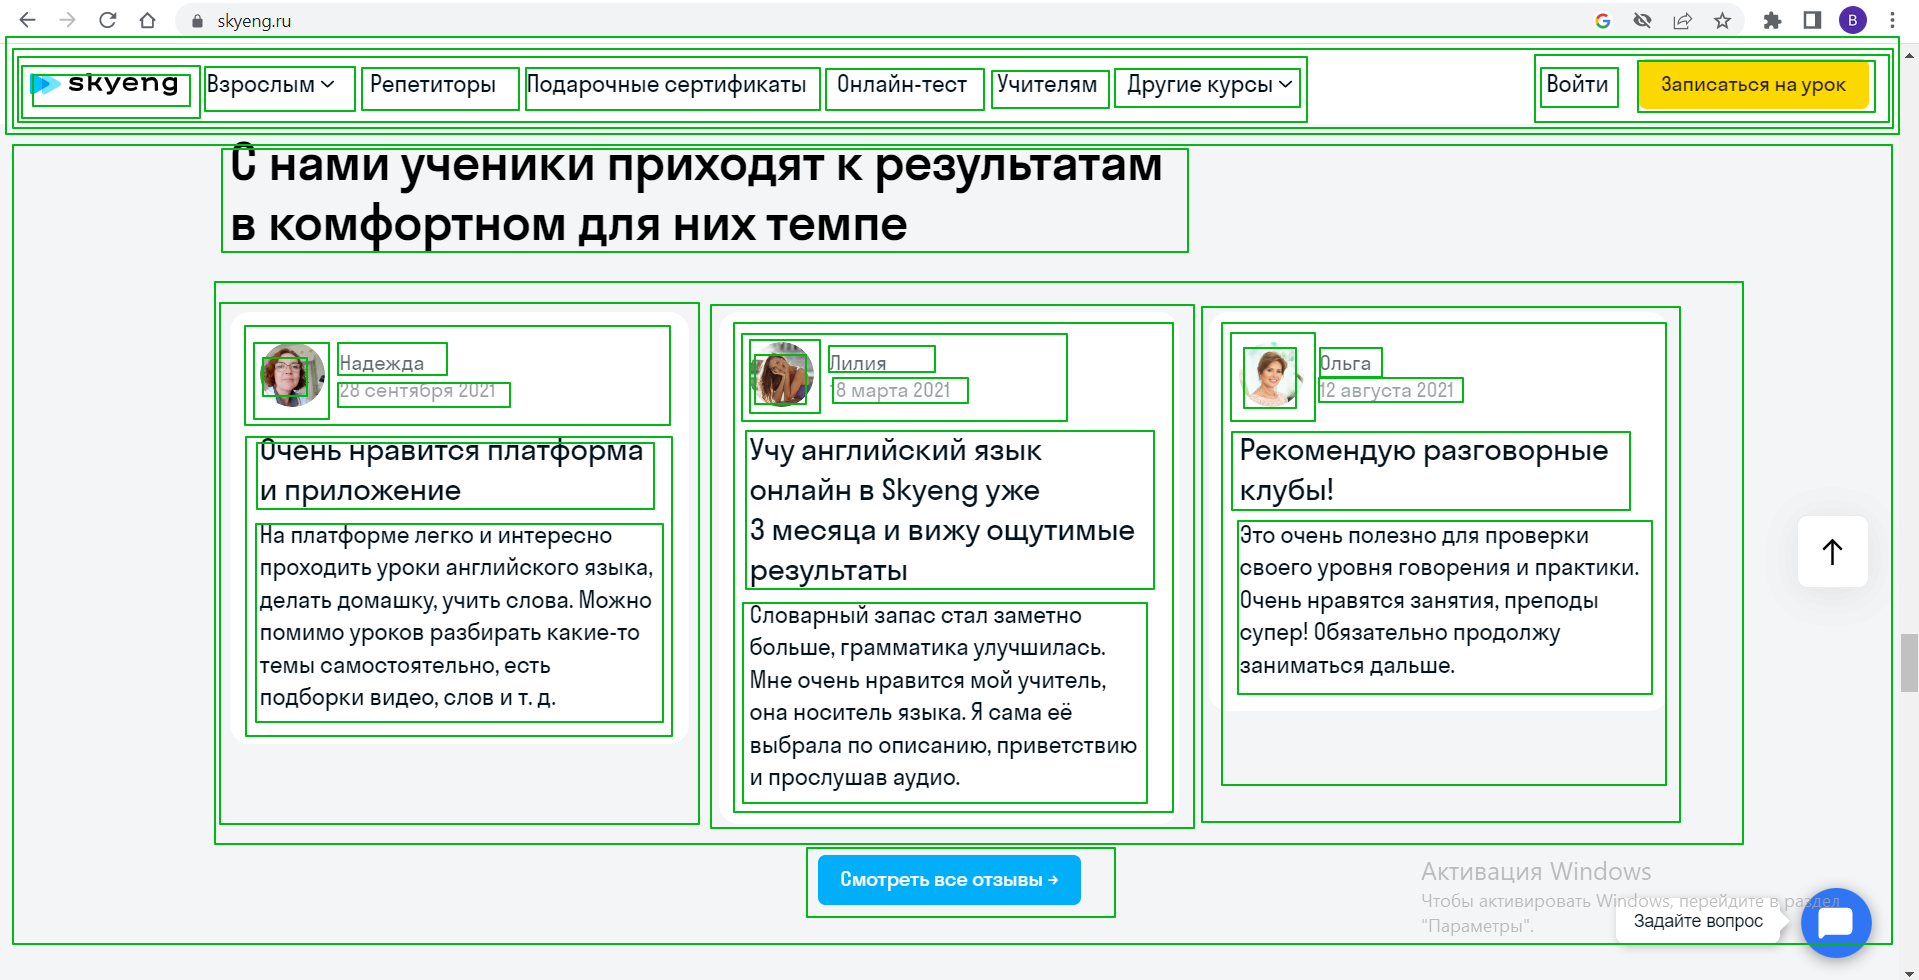 skyeng.ru
B
skyeng
Взрослым
Репетиторы
Подарочные сертификаты
Онлайн-тест
Учителям
Другие курсы
Войти
Записаться на урок
С нами ученики приходят к результатам
в комфортном для них темпе
Надежда
28 сентября 2021
Очень нравится платформа
и приложение
На платформе легко и интересно
проходить уроки английского языка,
делать домашку, учить слова. Можно
помимо уроков разбирать какие-то
темы самостоятельно, есть
подборки видео, слов и т. д.
Лилия
18 марта 2021
Учу английский язык
онлайн в Skyeng уже
3 месяца и вижу ощутимые
результаты
Словарный запас стал заметно
больше, грамматика улучшилась.
Мне очень нравится мой учитель,
она носитель языка. Я сама её
выбрала по описанию, приветствию
и прослушав аудио.
Ольга
12 августа 2021
Рекомендую разговорные
клубы!
Это очень полезно для проверки
своего уровня говорения и практики.
Очень нравятся занятия, преподы
супер! Обязательно продолжу
заниматься дальше.
Смотреть все отзывы →
Активация Windows
Чтобы активировать Windows, перейдите в раздел
"Параметры".
Задайте вопрос